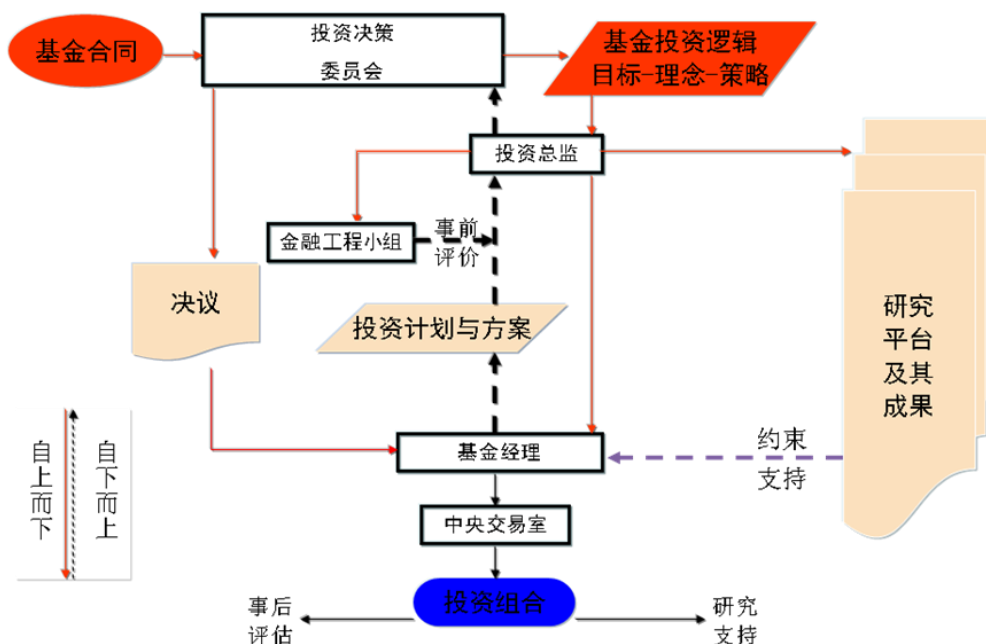 基金合同
投资决策
委员会
基金投资逻辑
目标-理念-策略
投资总监
金融工程小组
事前
评价
决议
投资计划与方案
研究
平台
及其
成果
自上而下
自下而上
基金经理
约束
支持
中央交易室
投资组合
事后
评估
研究
支持